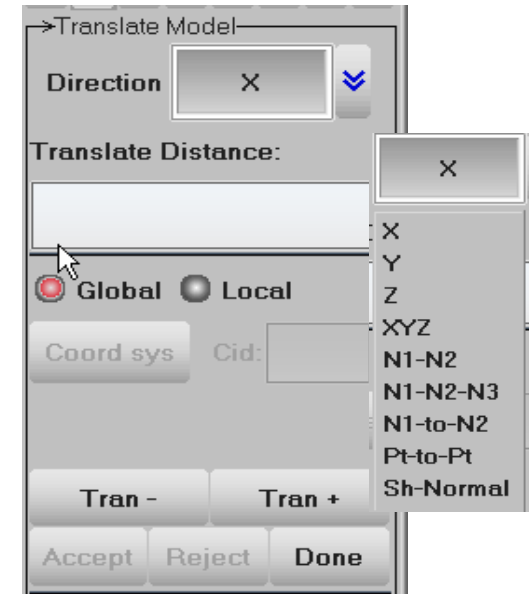 ->Translate Model
Direction X
Translate Distance:
Global Local
Coord sys Cid:
Tran - Tran +
Accept Reject Done
X
X
Y
Z
XYZ
N1-N2
N1-N2-N3
N1-to-N2
Pt-to-Pt
Sh-Normal